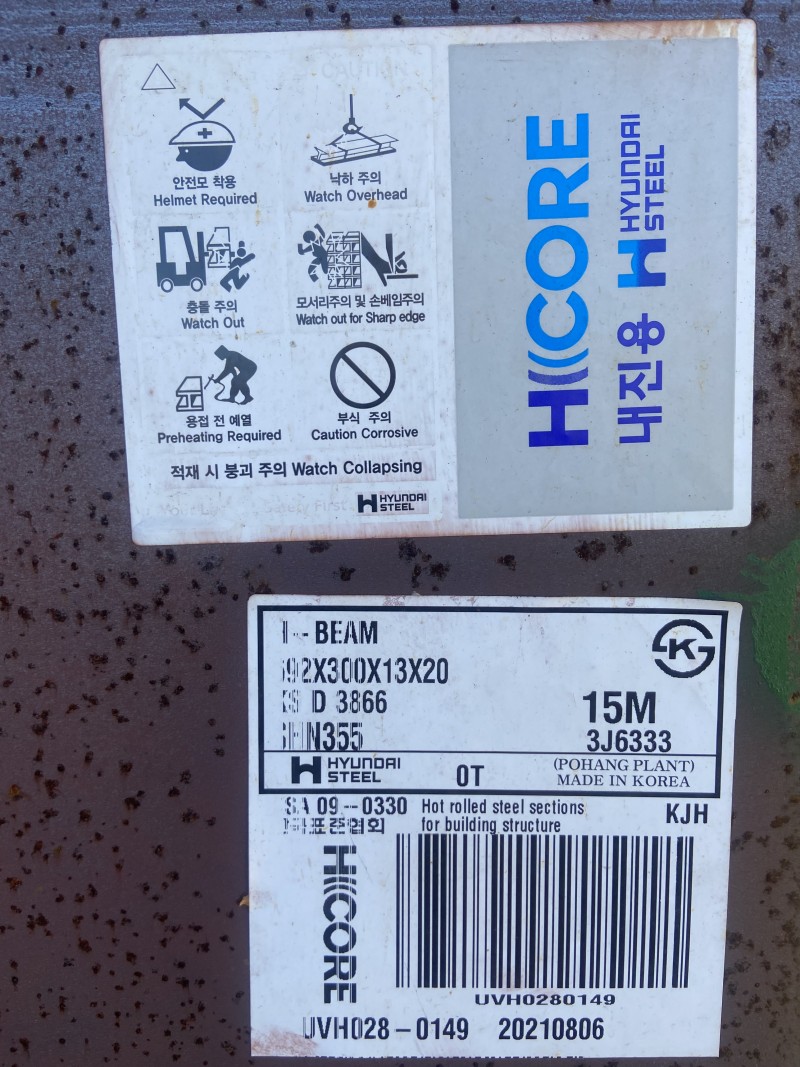 CAUTION
안전모 착용
Helmet Required
낙하 주의
Watch Overhead
충돌 주의
Watch Out
모서리주의 및 손베임주의
Watch out for Sharp edge
용접 전 예열
Preheating Required
부식 주의
Caution Corrosive
적재 시 붕괴 주의 Watch Collapsing
Safety First
HYUNDAI
STEEL
HCORE
내진용
HYUNDAI
STEEL
BEAM
92X300X13X20
D 3866
15M
3J6333
K
HYUNDAI
STEEL
0T
(POHANG PLANT)
MADE IN KOREA
SA 09--0330
Hot rolled steel sections
for building structure
KJH
HCORE
UVH0280149
UVH028-0149 20210806